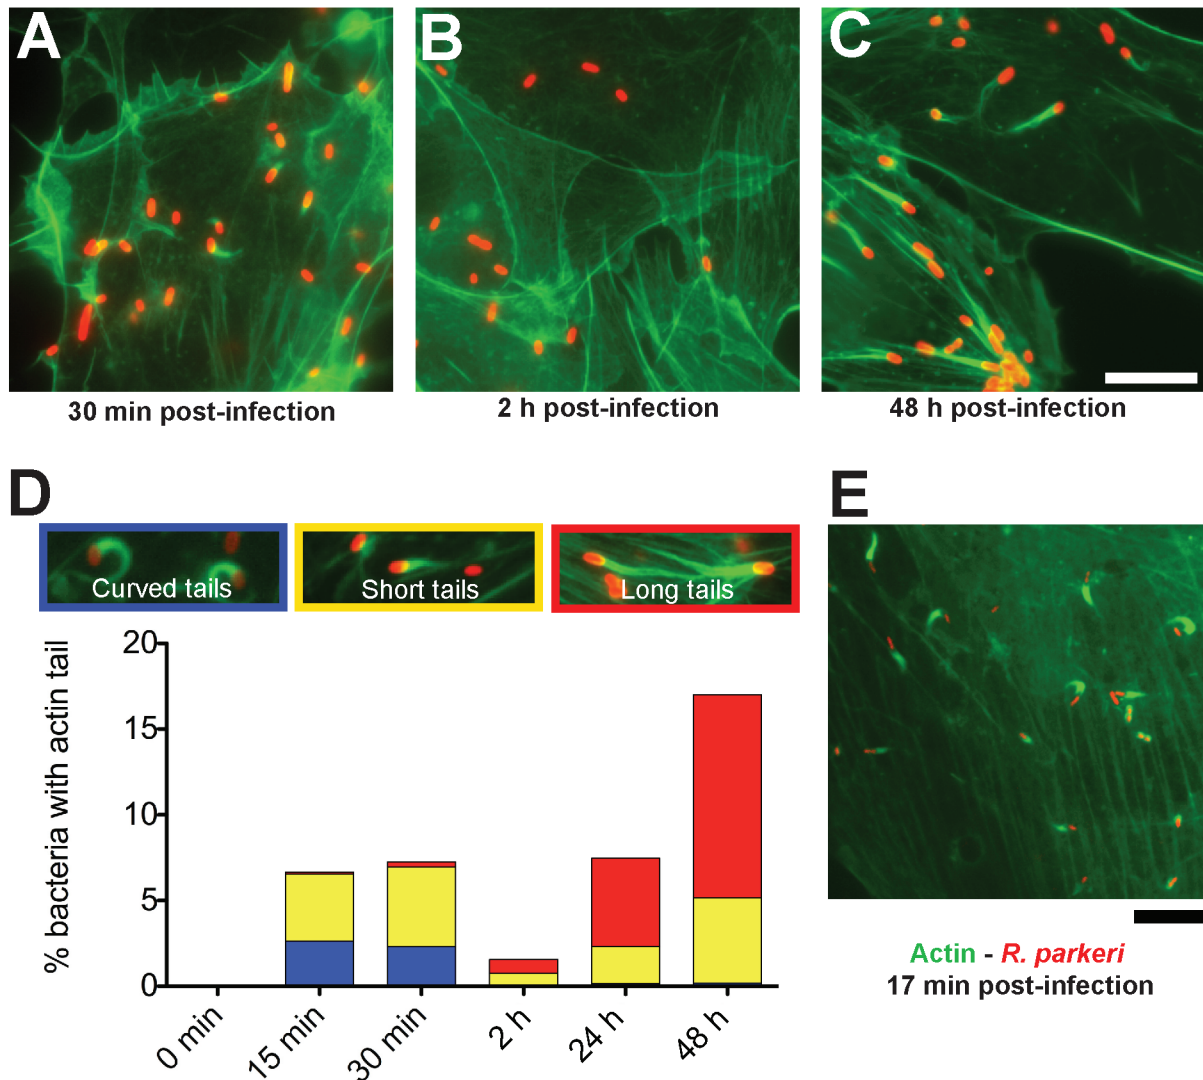 A
B
C
30 min post-infection
2 h post-infection
48 h post-infection
D
E
Curved tails
Short tails
Long tails
% bacteria with actin tail
20
15
10
5
0
0 min
15 min
30 min
2 h
24 h
48 h
Actin - R. parkeri
17 min post-infection